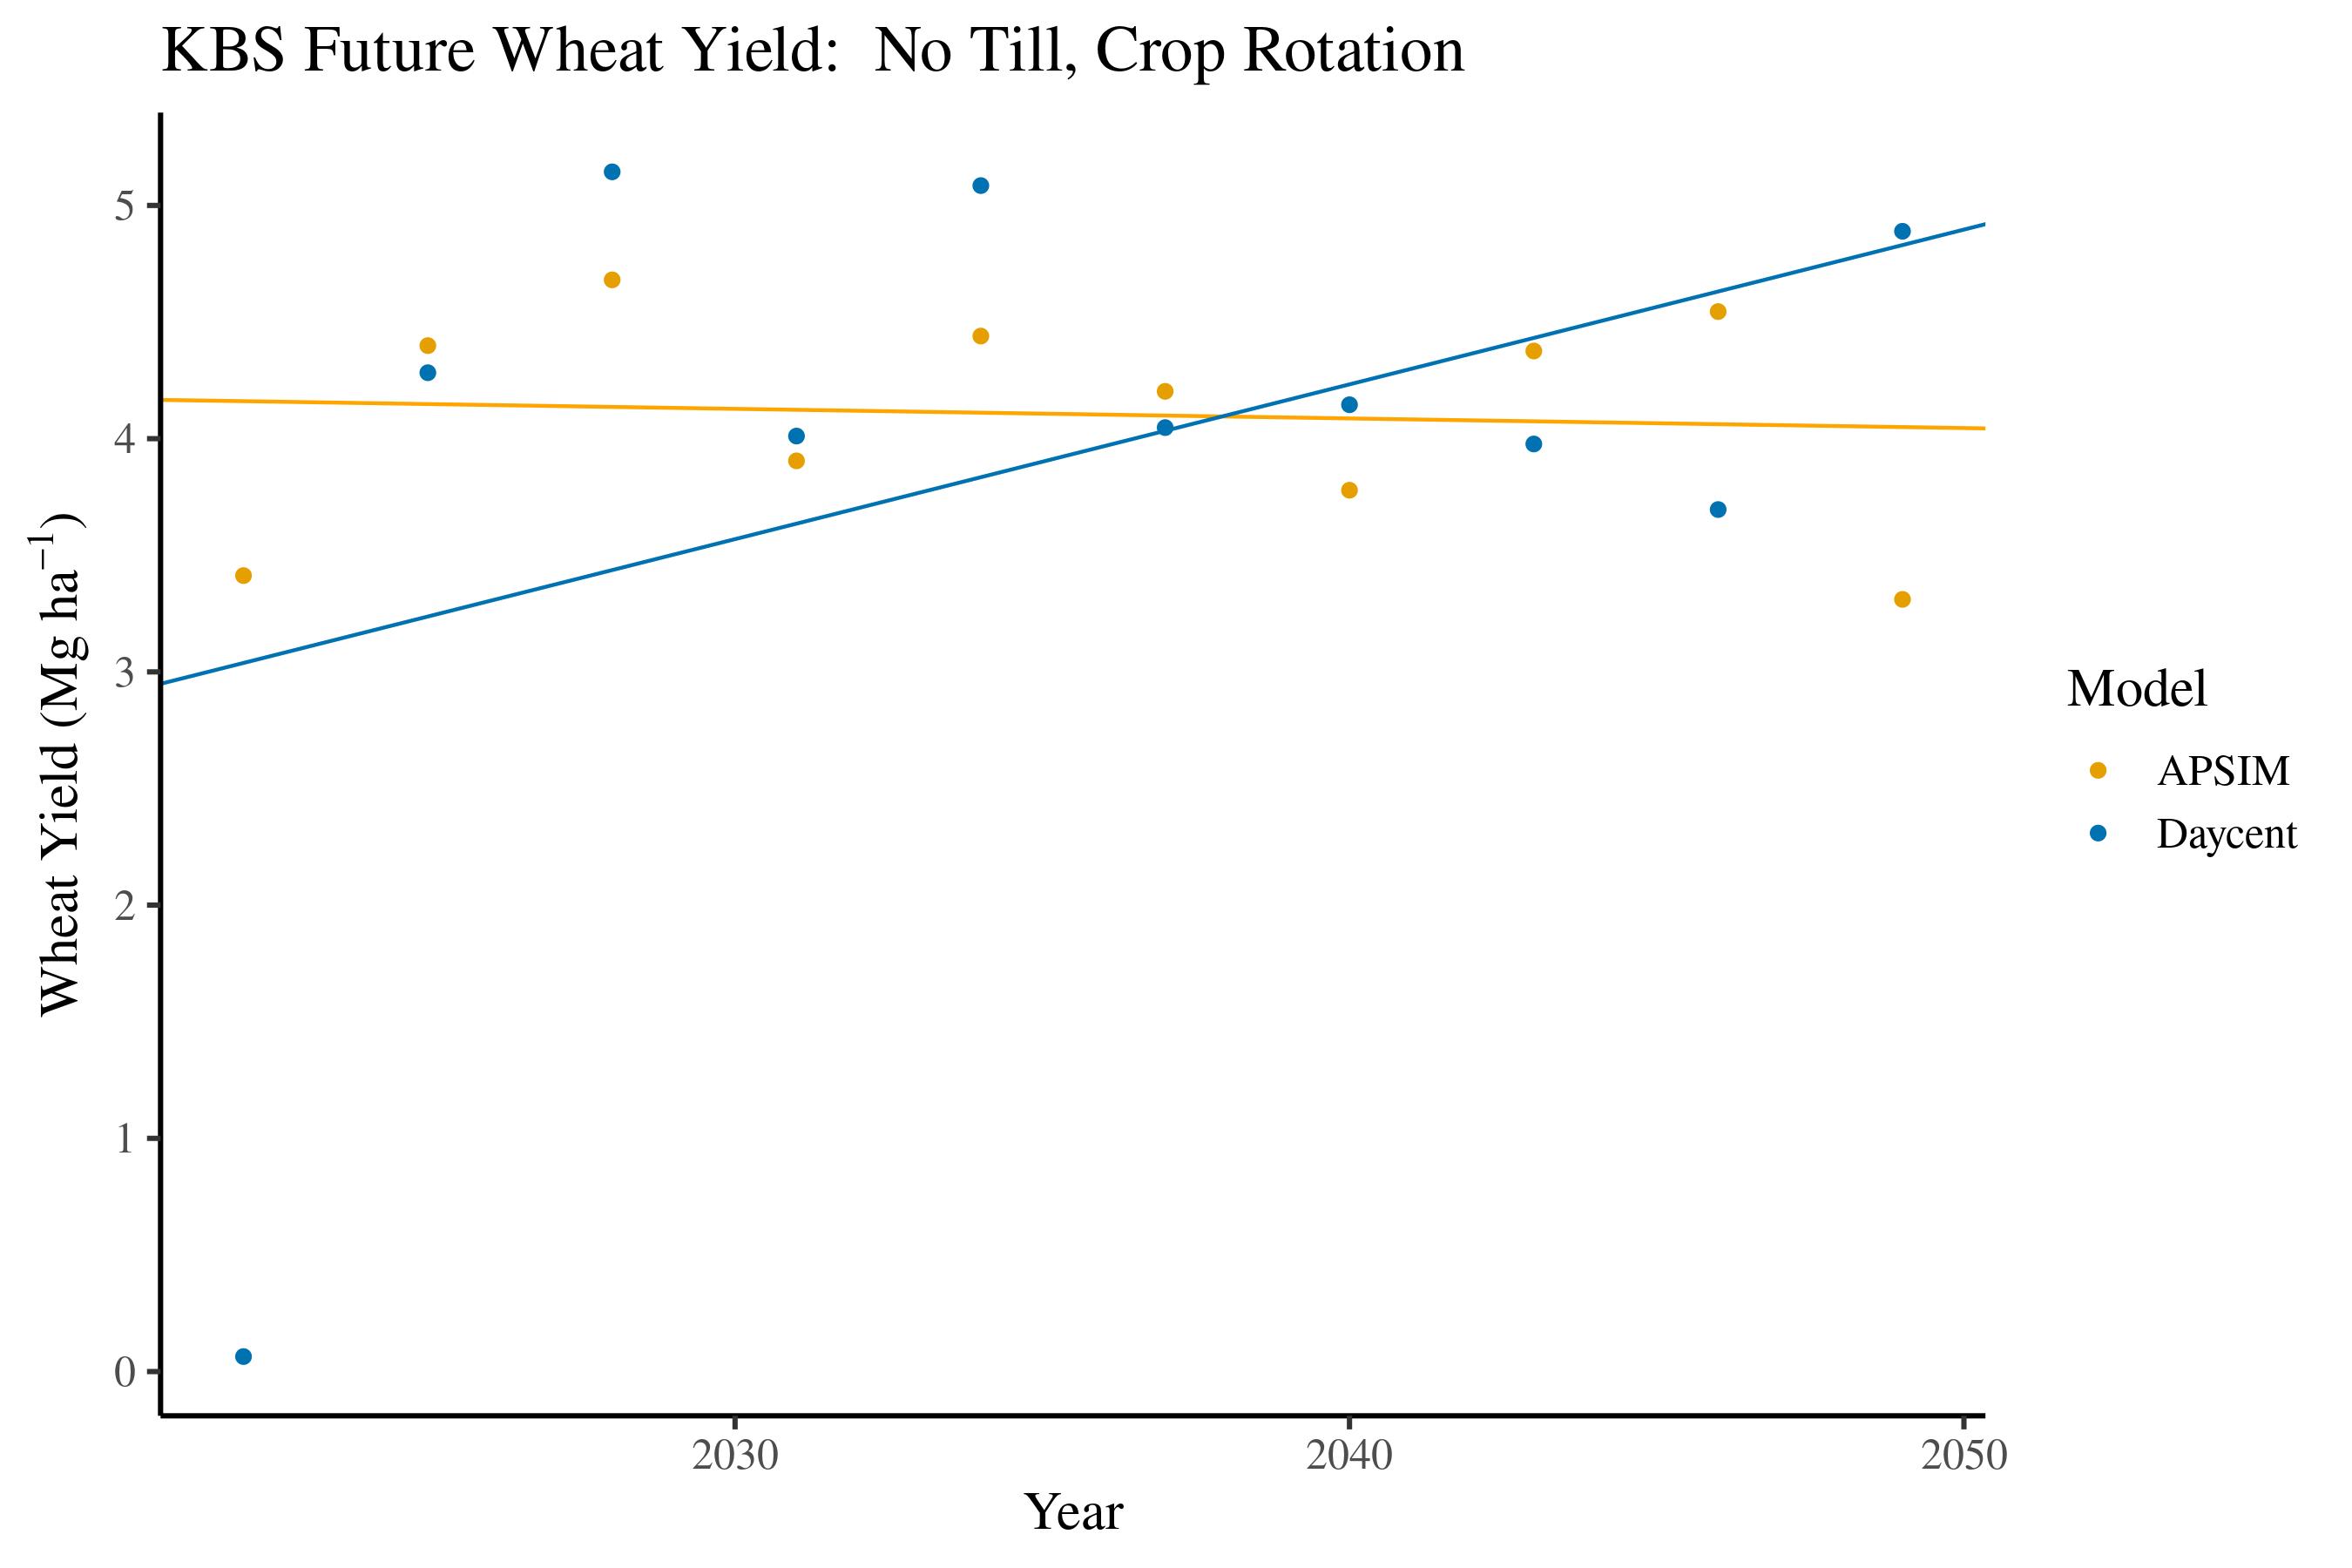 KBS Future Wheat Yield:  No Till, Crop Rotation
Wheat Yield (Mg ha⁻¹)
5
4
3
2
1
0
2030 2040 2050
Year
Model
APSIM
Daycent